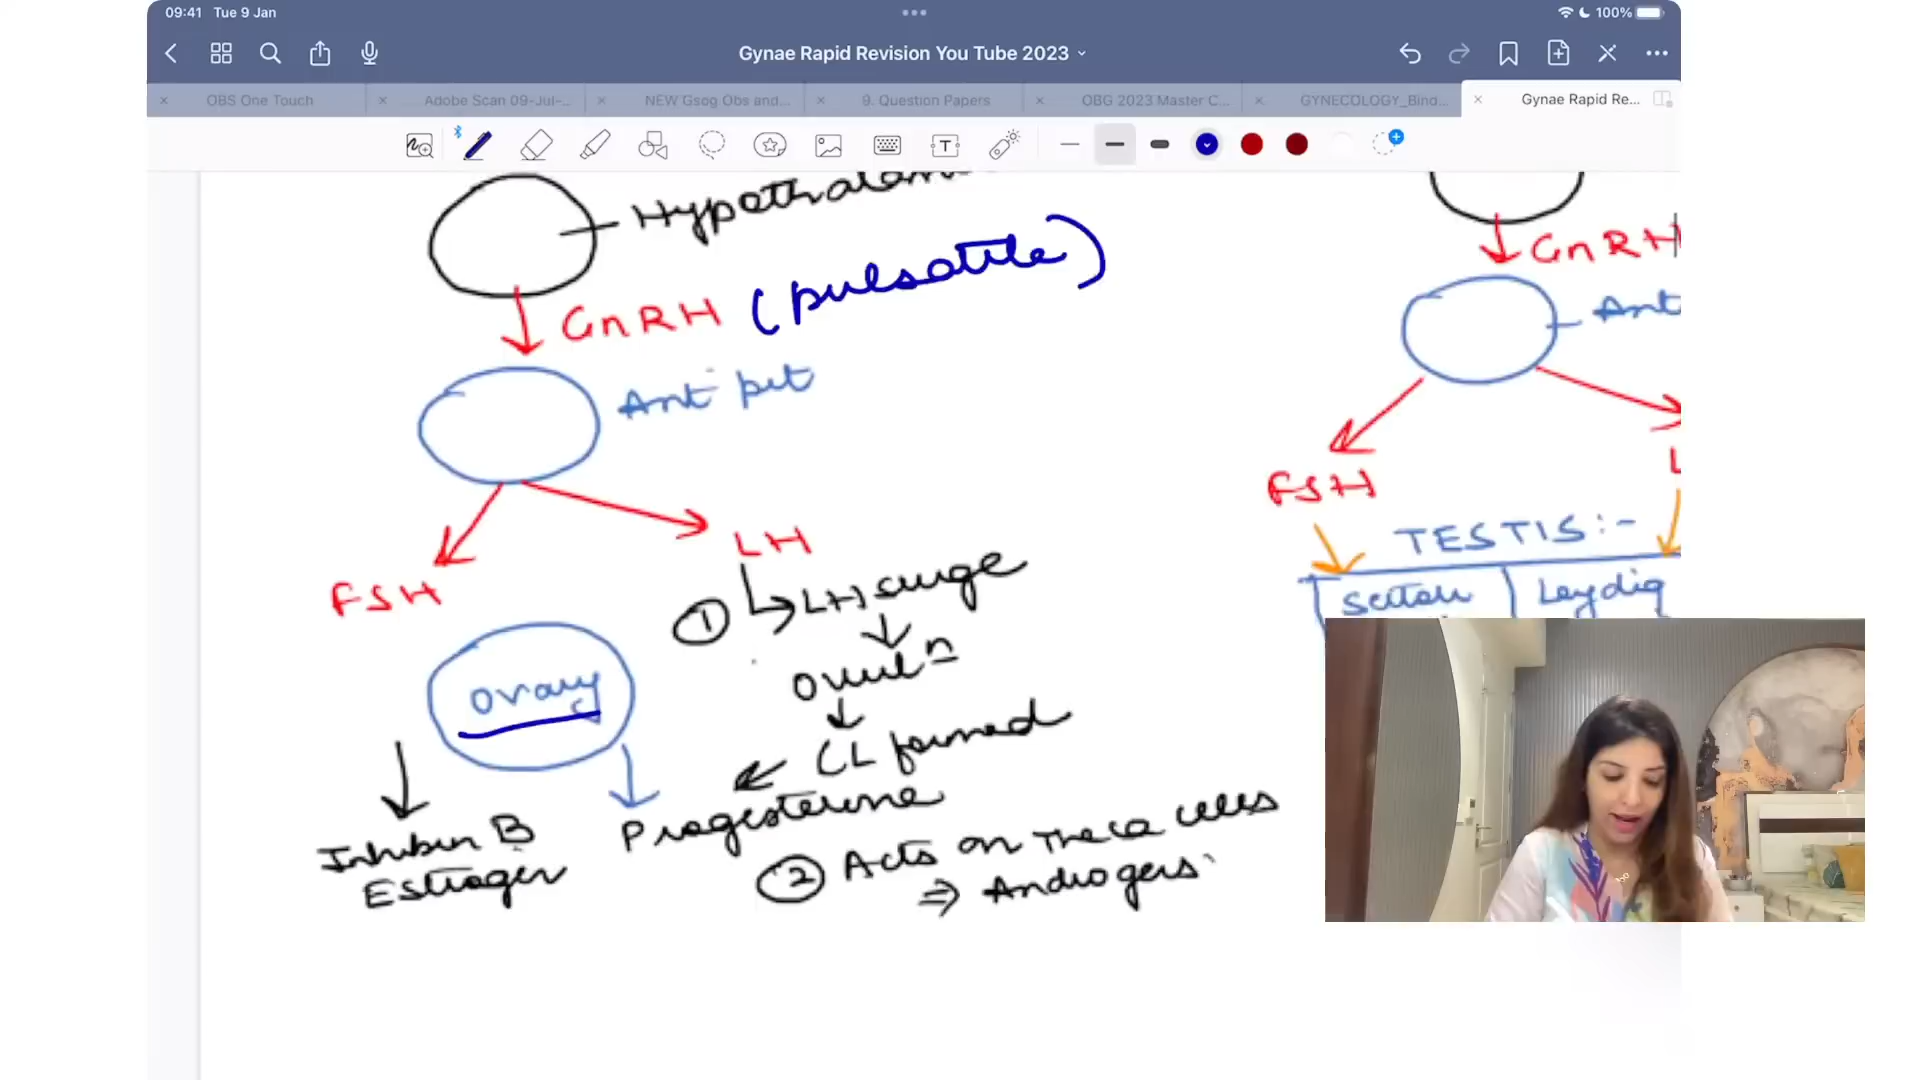 09:41 Tue 9 Jan
100%
Gynae Rapid Revision You Tube 2023
OBS One Touch
Adobe Scan 09-Jul-...
NEW Gsog Obs and...
9. Question Papers
OBG 2023 Master C...
GYNECOLOGY_Bind...
Gynae Rapid Re...
Hypothalam
GnRH (pulsatile)
Ant pit
FSH
LH
① LH surge
Ovulⁿ
CL formed
Progesterone
② Acts on Theca cells
⇒ Androgens
Ovary
Inhibin B
Estrogen
GnRH
Ant
FSH
L
TESTIS:-
Sertoli
Leydig